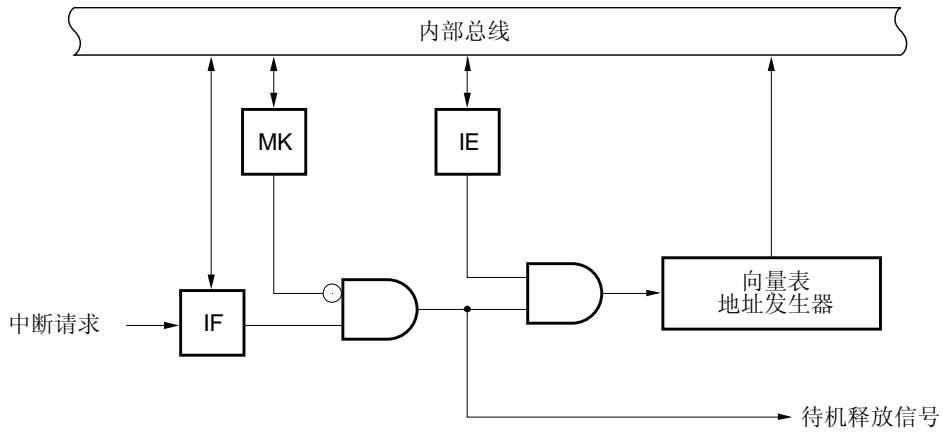 内部总线
MK
IE
向量表
地址发生器
中断请求
IF
待机释放信号